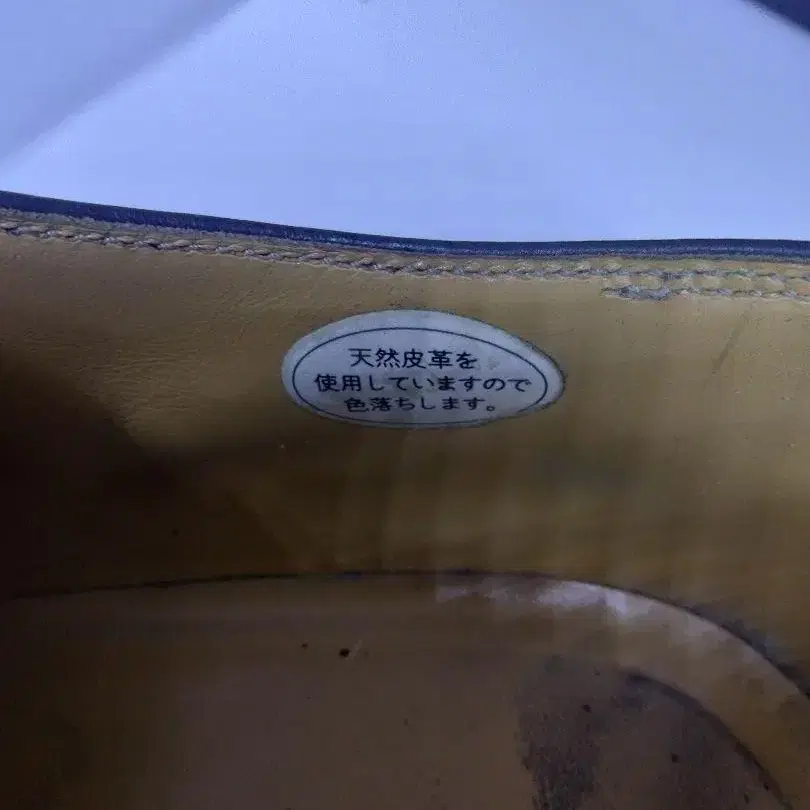 天然皮革を
使用していますので
色落ちします。